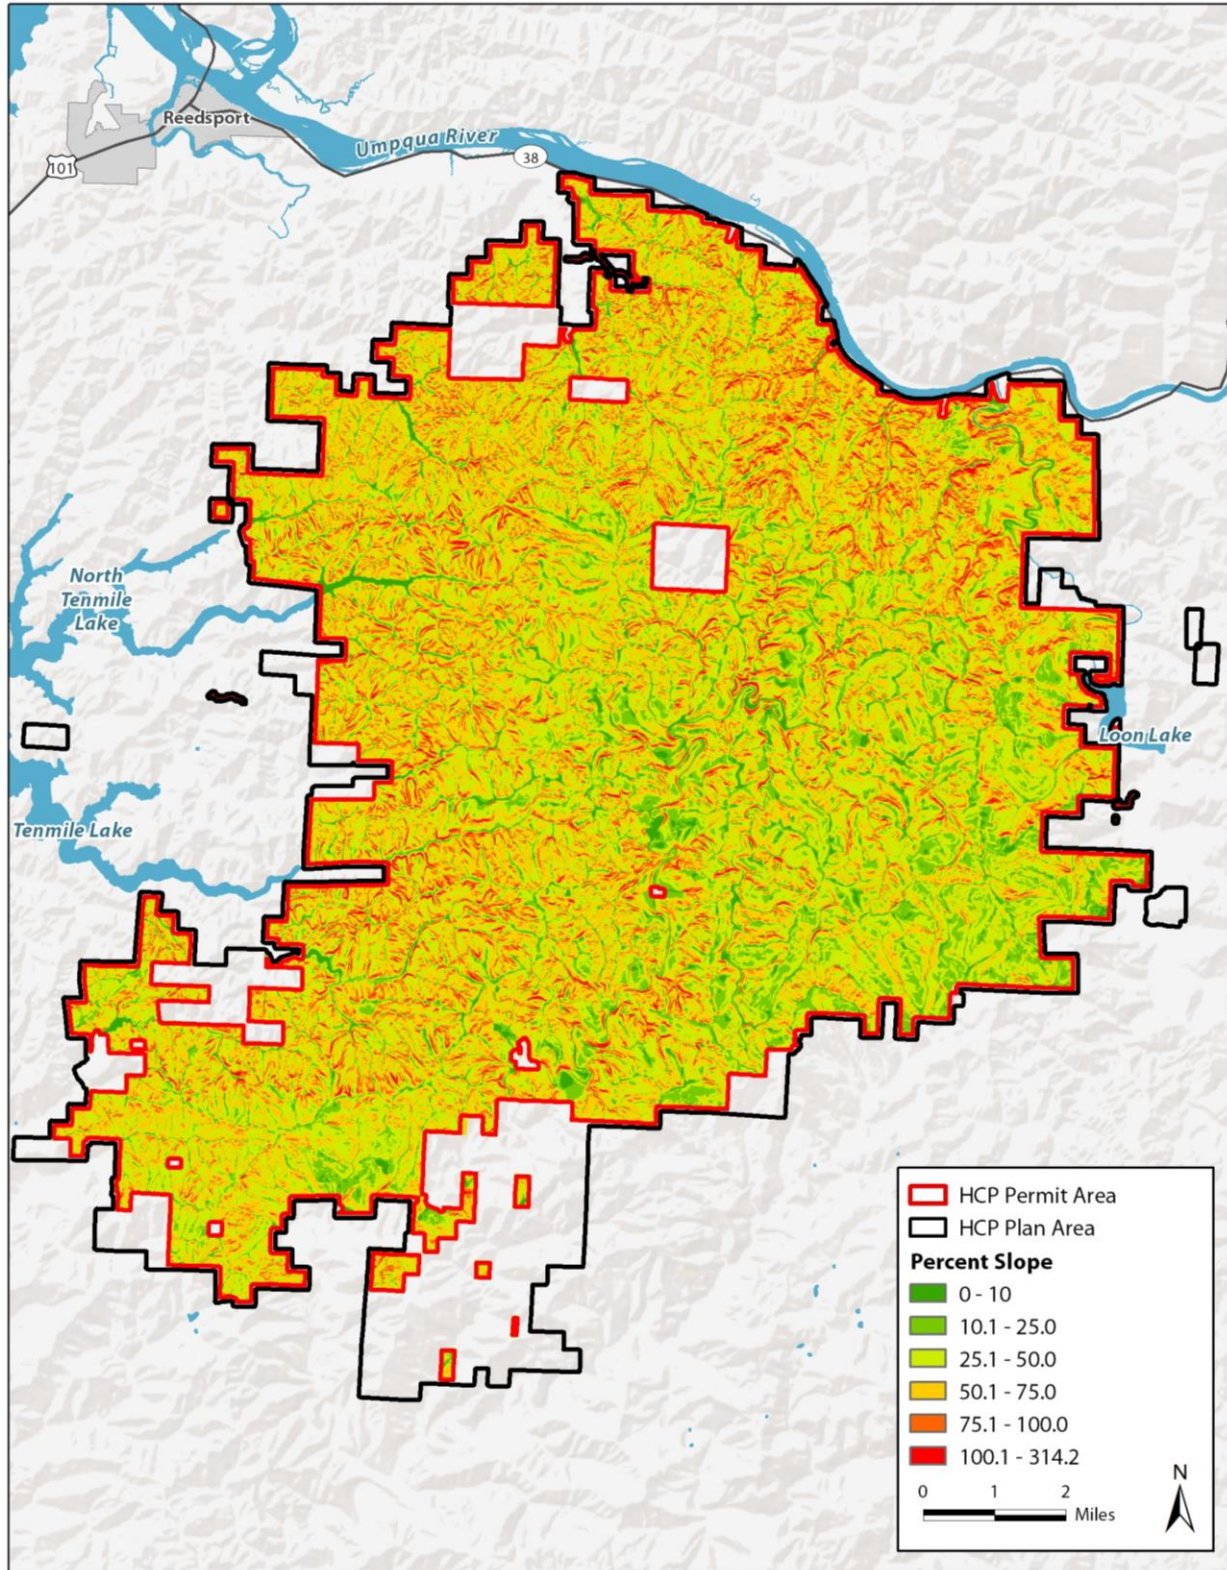 Reedsport
Umpqua River
38
101
North
Tenmile
Lake
Loon Lake
Tenmile Lake
HCP Permit Area
HCP Plan Area
Percent Slope
0 - 10
10.1 - 25.0
25.1 - 50.0
50.1 - 75.0
75.1 - 100.0
100.1 - 314.2
N
0 1 2
Miles